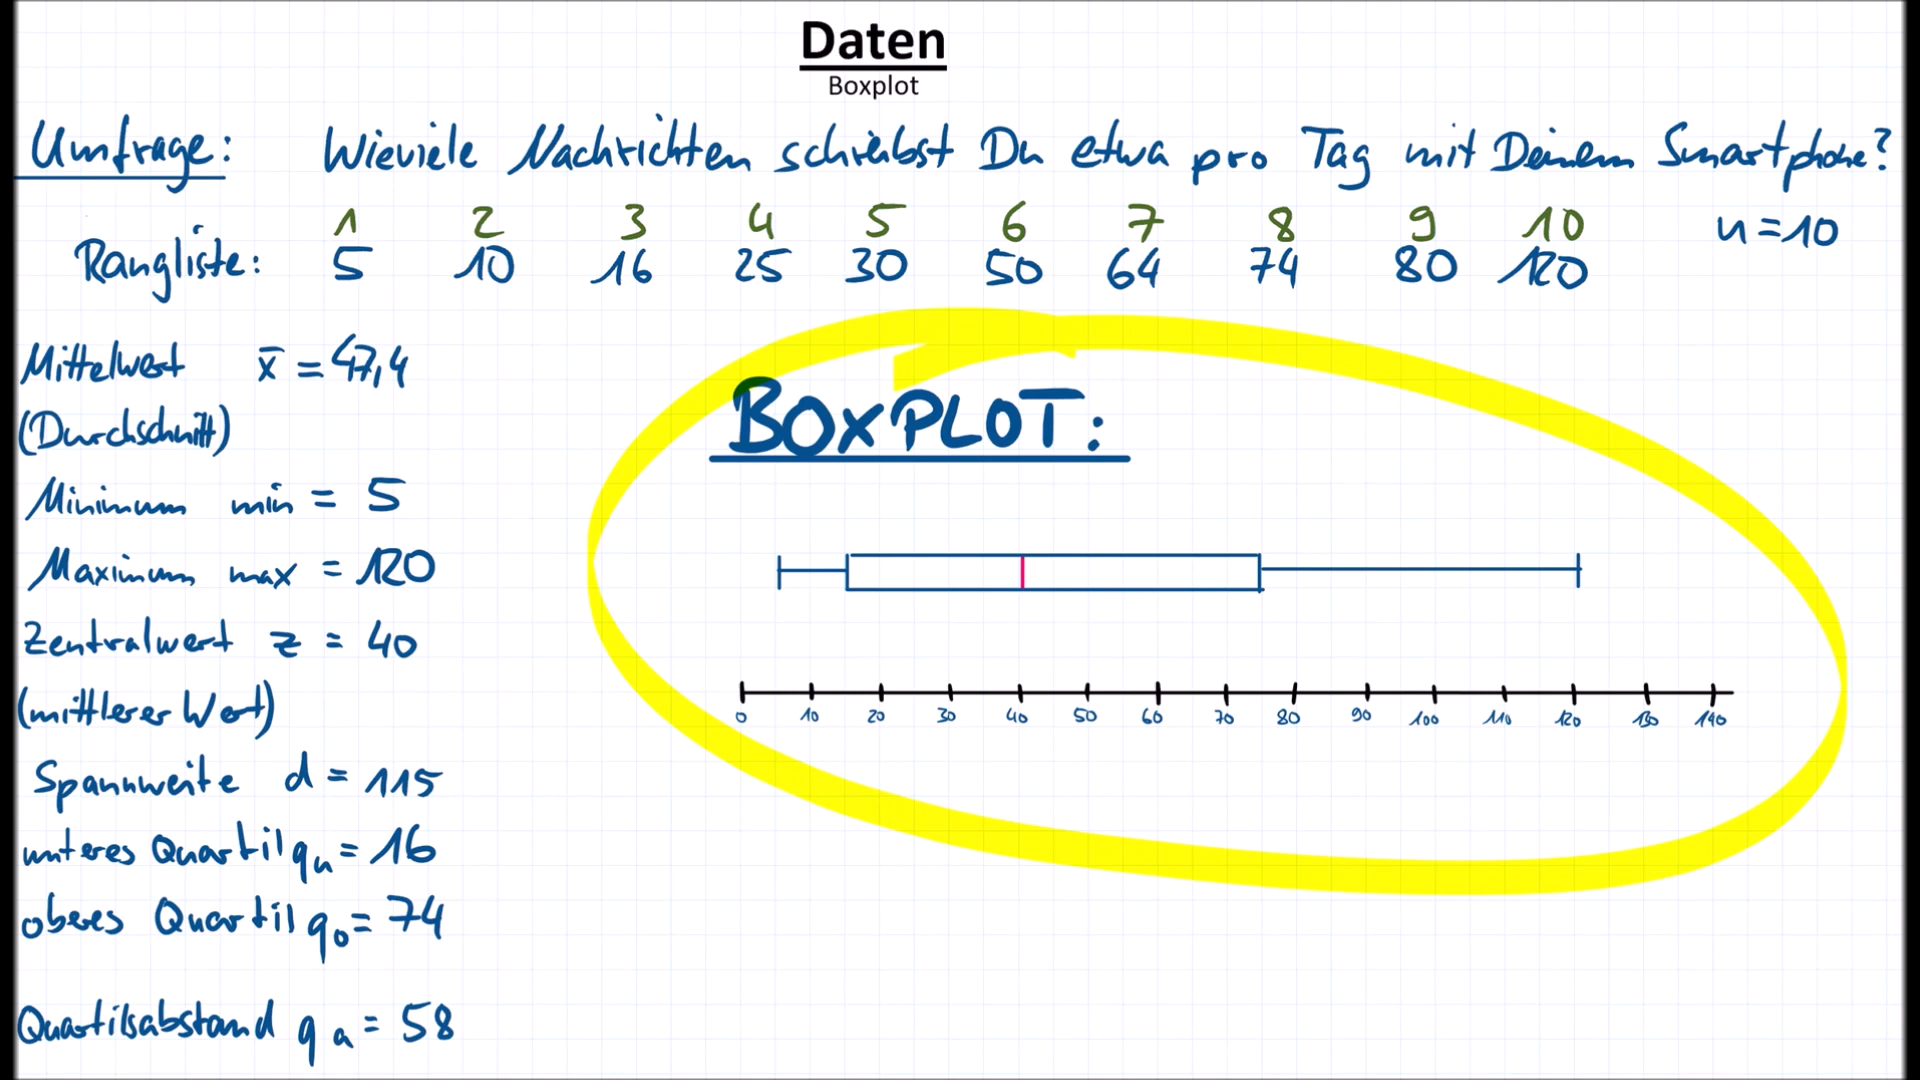 Daten
Boxplot
Umfrage: Wieviele Nachrichten schreibst Du etwa pro Tag mit Deinem Smartphone?
1 2 3 4 5 6 7 8 9 10 n = 10
Rangliste: 5 10 16 25 30 50 64 74 80 120
Mittelwert x̄ = 47,4
(Durchschnitt)
Minimum min = 5
Maximum max = 120
Zentralwert z = 40
(mittlerer Wert)
Spannweite d = 115
unteres Quartil qu = 16
oberes Quartil qo = 74
Quartilsabstand qa = 58
BOXPLOT:
0 10 20 30 40 50 60 70 80 90 100 110 120 130 140